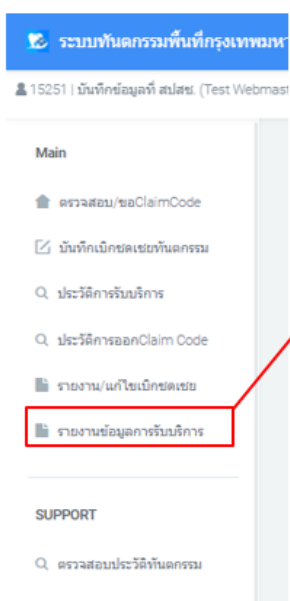 ระบบทันตกรรมพื้นที่กรุงเทพมหา
15251 | บันทึกข้อมูลที่ สปสช. (Test Webmast
Main
ตรวจสอบ/ขอClaimCode
บันทึกเบิกชดเชยทันตกรรม
ประวัติการรับบริการ
ประวัติการออกClaim Code
รายงาน/แก้ไขเบิกชดเชย
รายงานข้อมูลการรับบริการ
SUPPORT
ตรวจสอบประวัติทันตกรรม